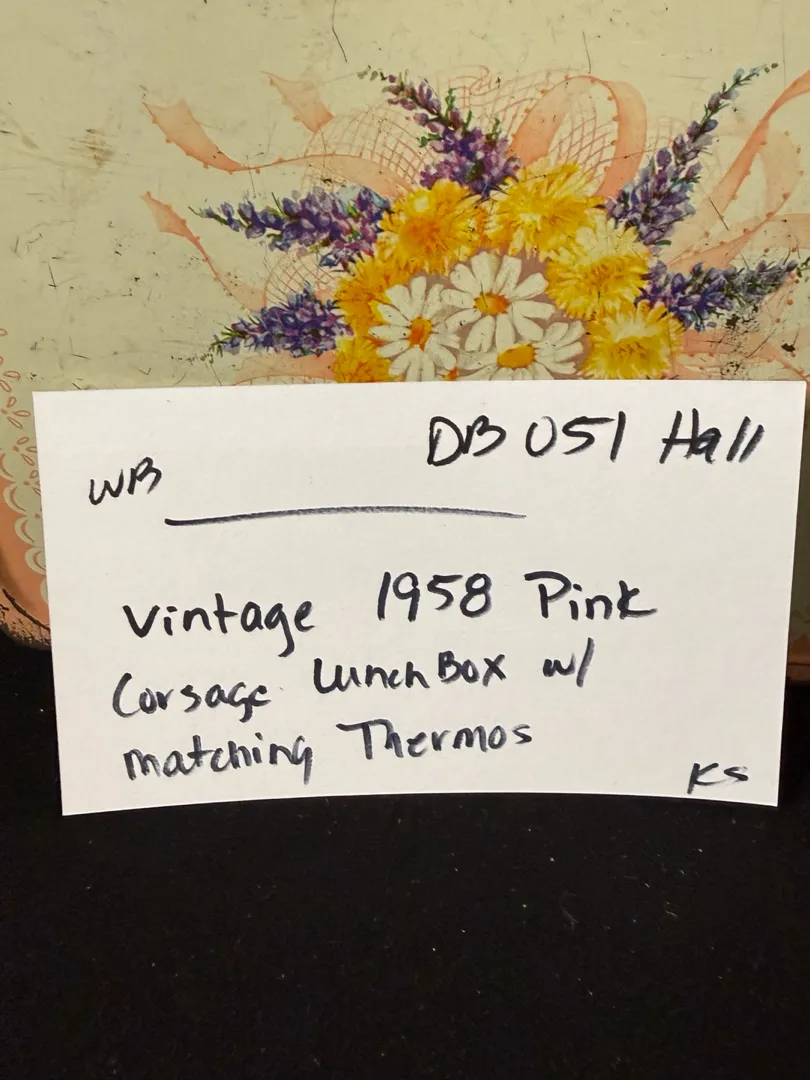 DB 051 Hall
WB
Vintage 1958 Pink
Corsage Lunch Box w/
matching Thermos
KS